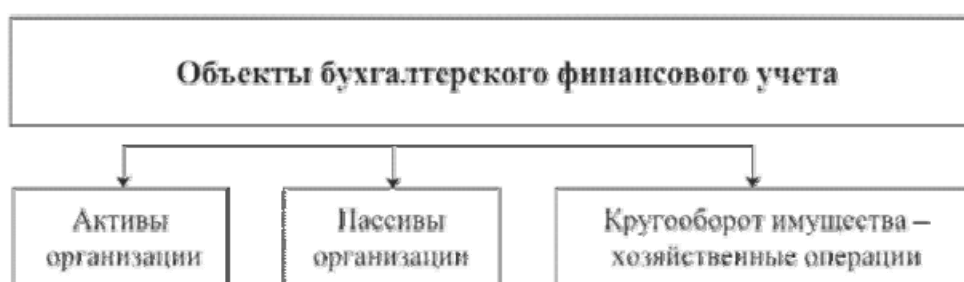 Объекты бухгалтерского финансового учета
Активы
организации
Пассивы
организации
Кругооборот имущества –
хозяйственные операции